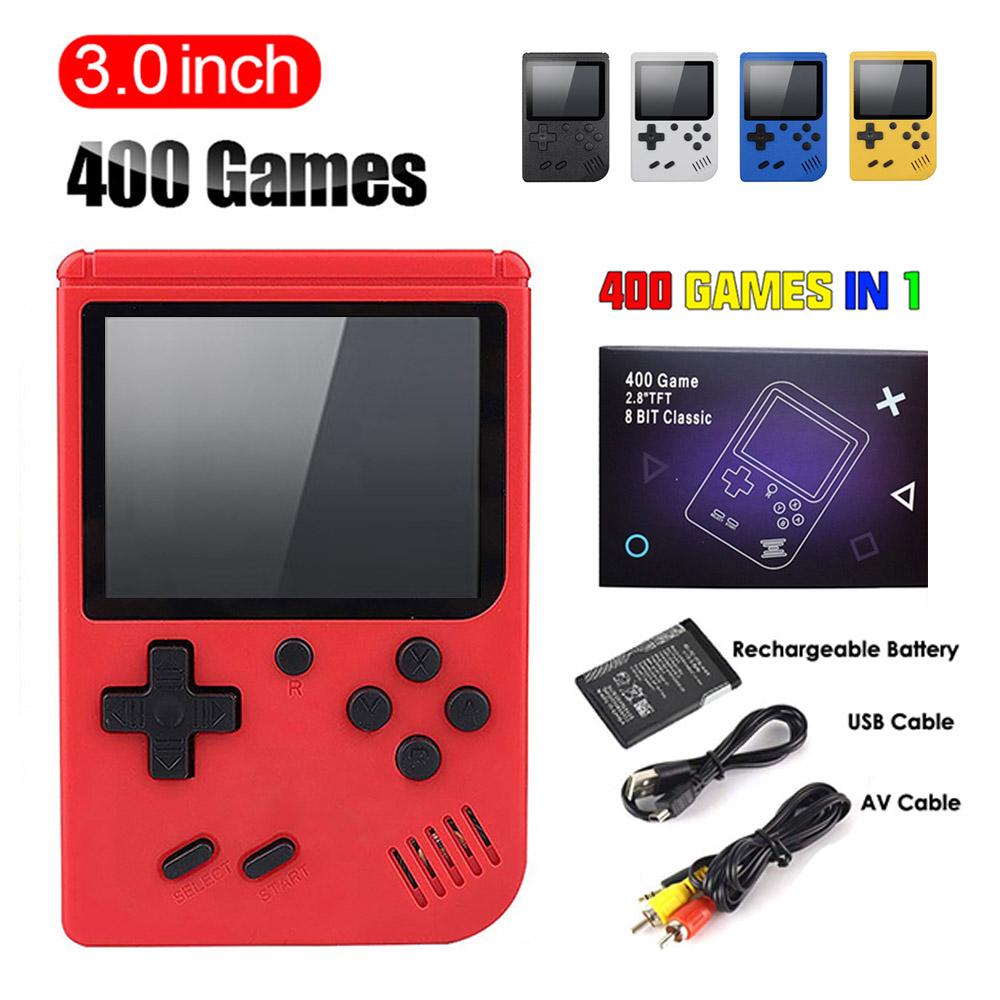 3.0 inch
400 Games
400 GAMES IN 1
400 Game
2.8"TFT
8 BIT Classic
R
X
Y
A
SELECT
START
Rechargeable Battery
USB Cable
AV Cable